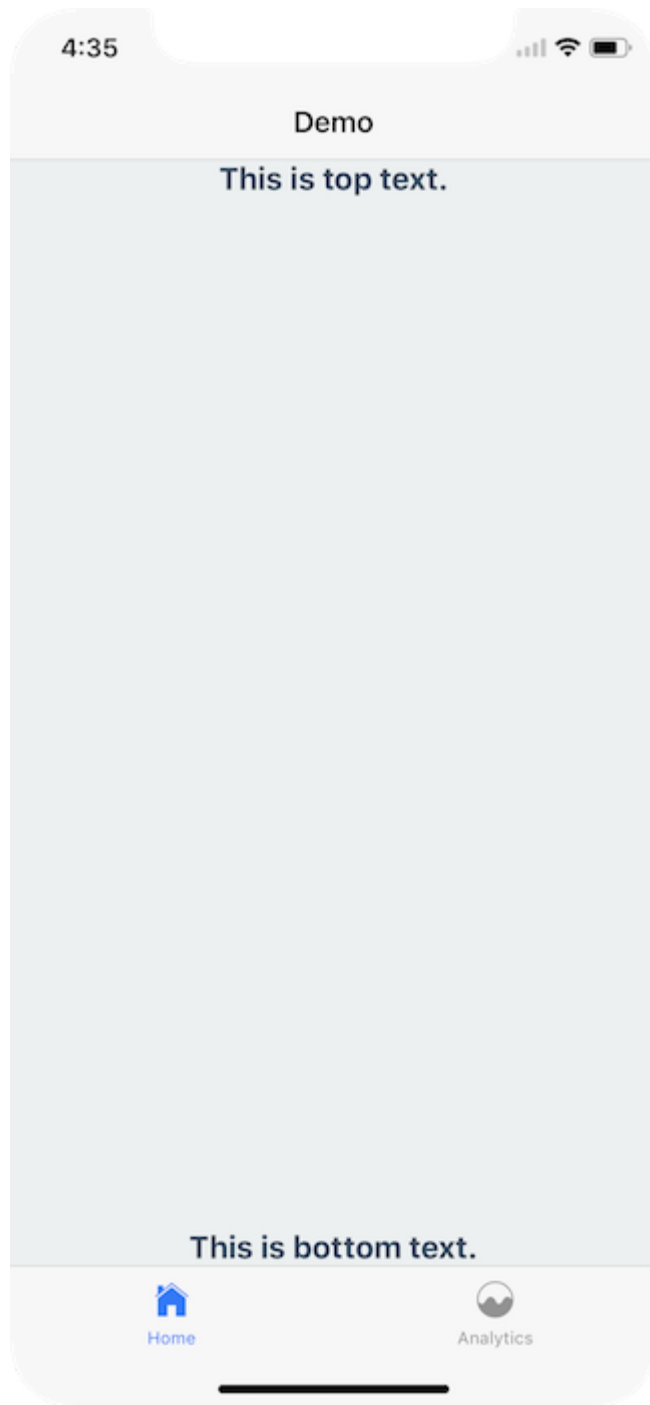 4:35
Demo
This is top text.
This is bottom text.
Home
Analytics